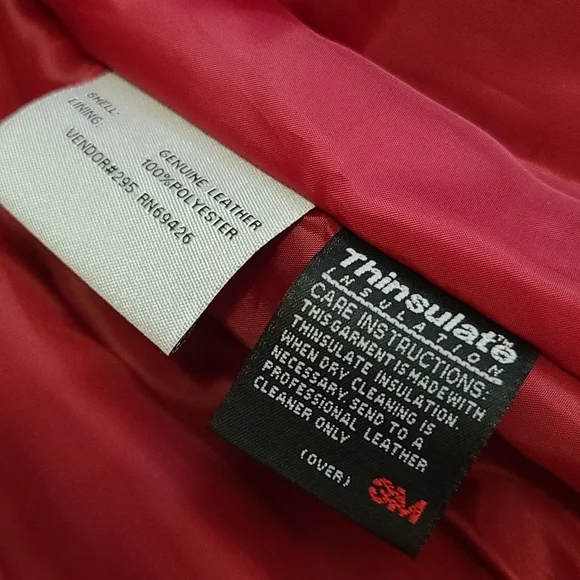 SHELL: GENUINE LEATHER
LINING: 100%POLYESTER
VENDOR#295 RN69426
Thinsulate™
INSULATION
CARE INSTRUCTIONS:
THIS GARMENT IS MADE WITH
THINSULATE INSULATION.
WHEN DRY CLEANING IS
NECESSARY SEND TO A
PROFESSIONAL LEATHER
CLEANER ONLY
(OVER) 3M